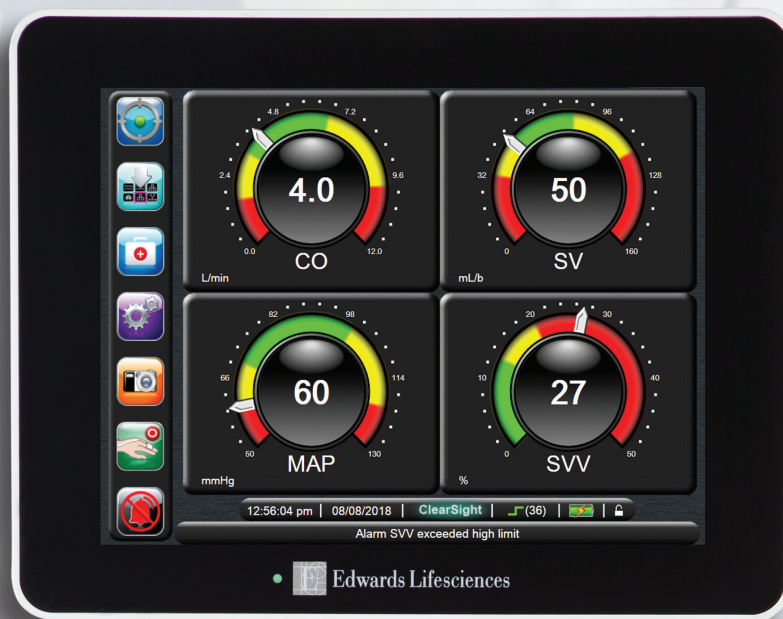 4.8
7.2
2.4
9.6
4.0
0.0
12.0
CO
L/min
64
96
32
128
50
0
160
SV
mL/b
82
98
66
114
60
50
130
MAP
mmHg
20
30
10
40
27
0
50
SVV
%
12:56:04 pm | 08/08/2018 | ClearSight | (36) | |
Alarm SVV exceeded high limit
E Edwards Lifesciences